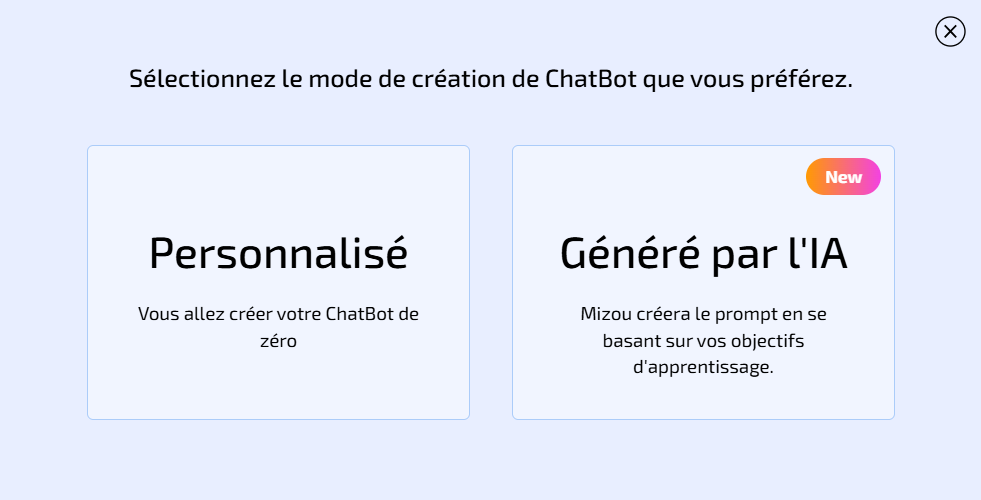 Sélectionnez le mode de création de ChatBot que vous préférez.
Personnalisé
Vous allez créer votre ChatBot de
zéro
New
Généré par l'IA
Mizou créera le prompt en se
basant sur vos objectifs
d'apprentissage.